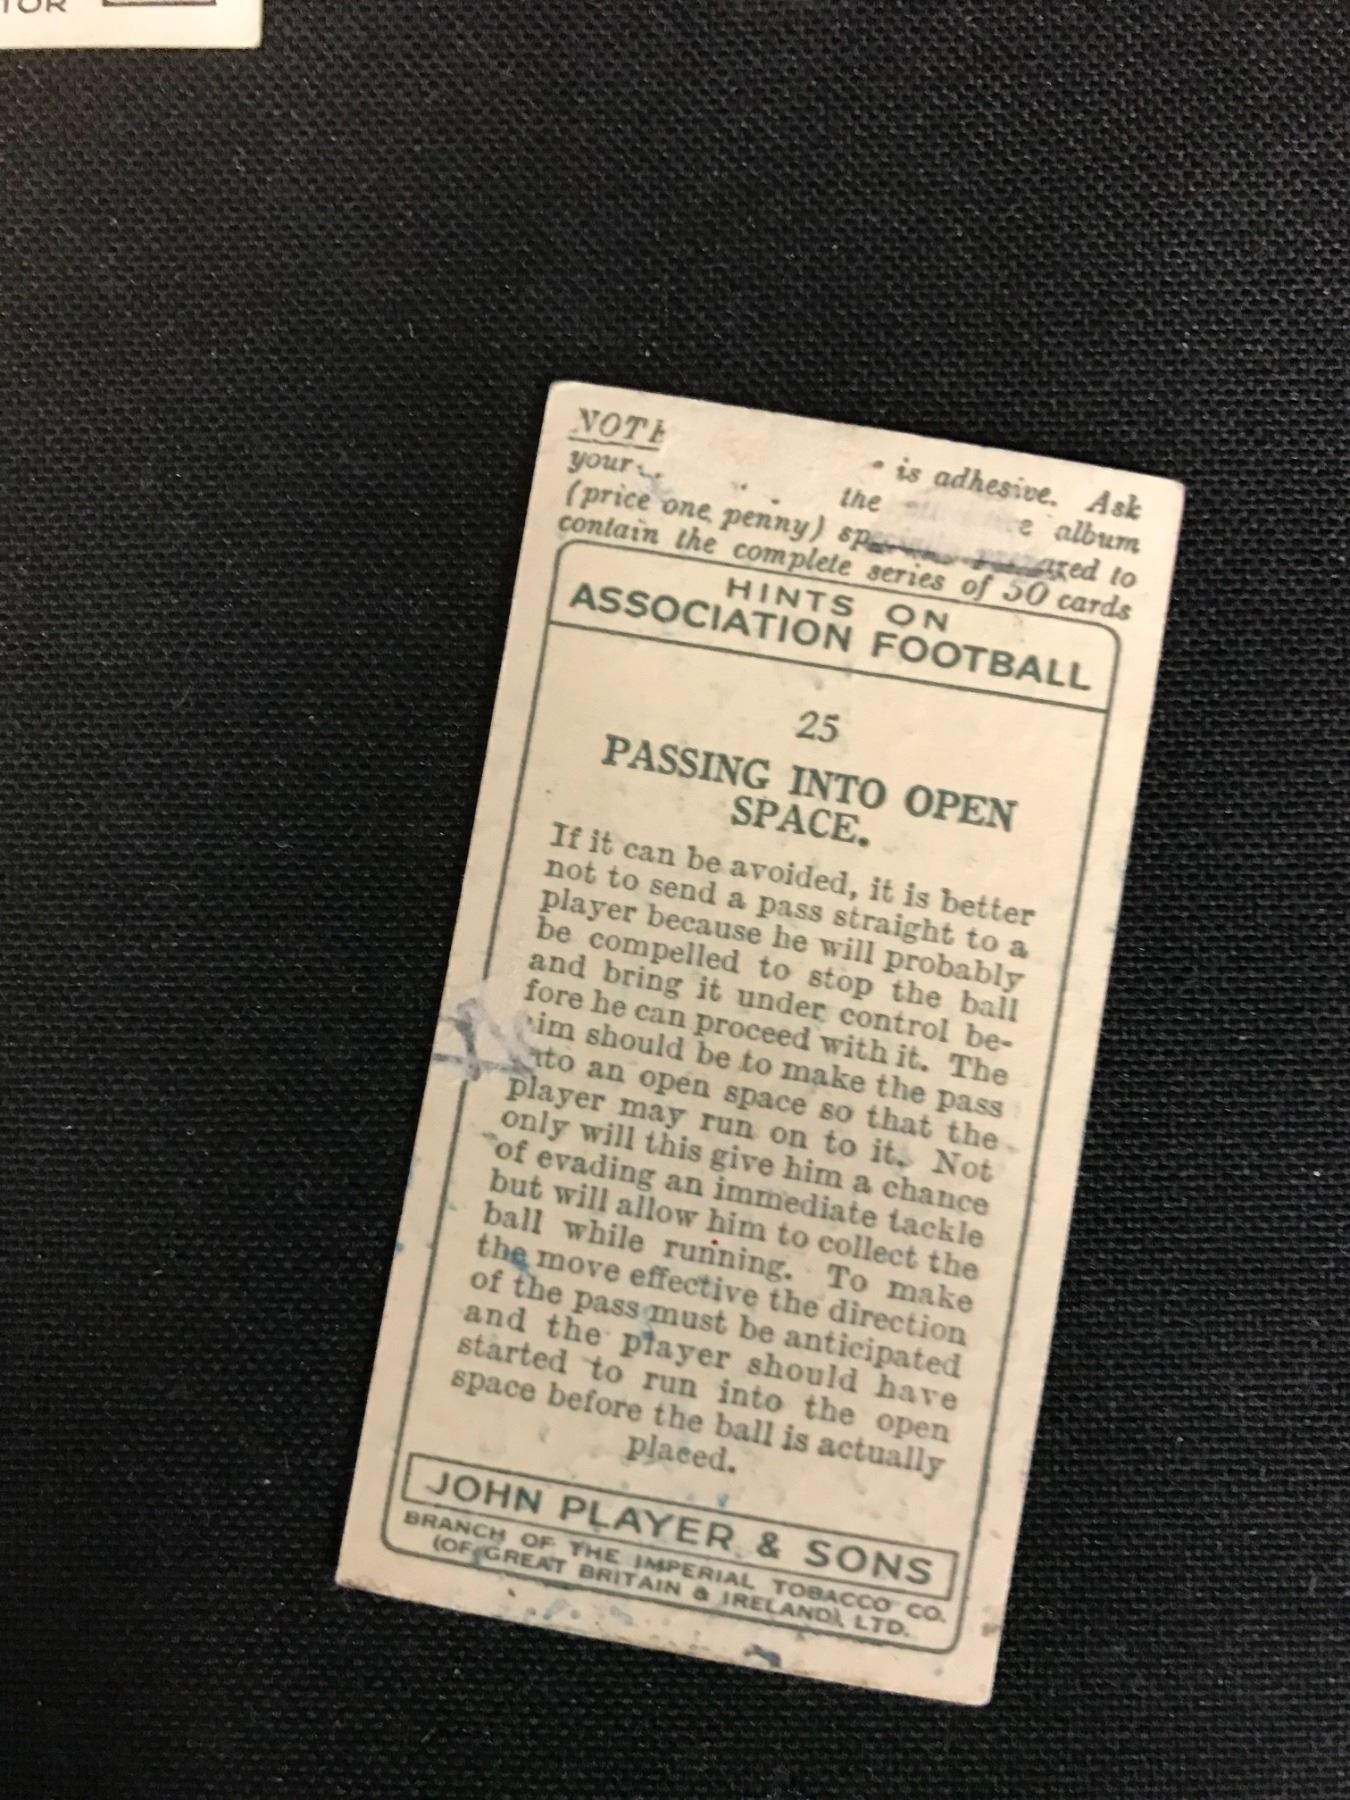 TOR
NOTE
your is adhesive. Ask
the album
(price one penny) to
contain the complete series of 50 cards
HINTS ON
ASSOCIATION FOOTBALL
25
PASSING INTO OPEN
SPACE.
If it can be avoided, it is better
not to send a pass straight to a
player because he will probably
be compelled to stop the ball
and bring it under control be-
fore he can proceed with it. The
aim should be to make the pass
into an open space so that the
player may run on to it. Not
only will this give him a chance
of evading an immediate tackle
but will allow him to collect the
ball while running. To make
the move effective the direction
of the pass must be anticipated
and the player should have
started to run into the open
space before the ball is actually
placed.
JOHN PLAYER & SONS
BRANCH OF THE IMPERIAL TOBACCO CO.
(OF GREAT BRITAIN & IRELAND), LTD.